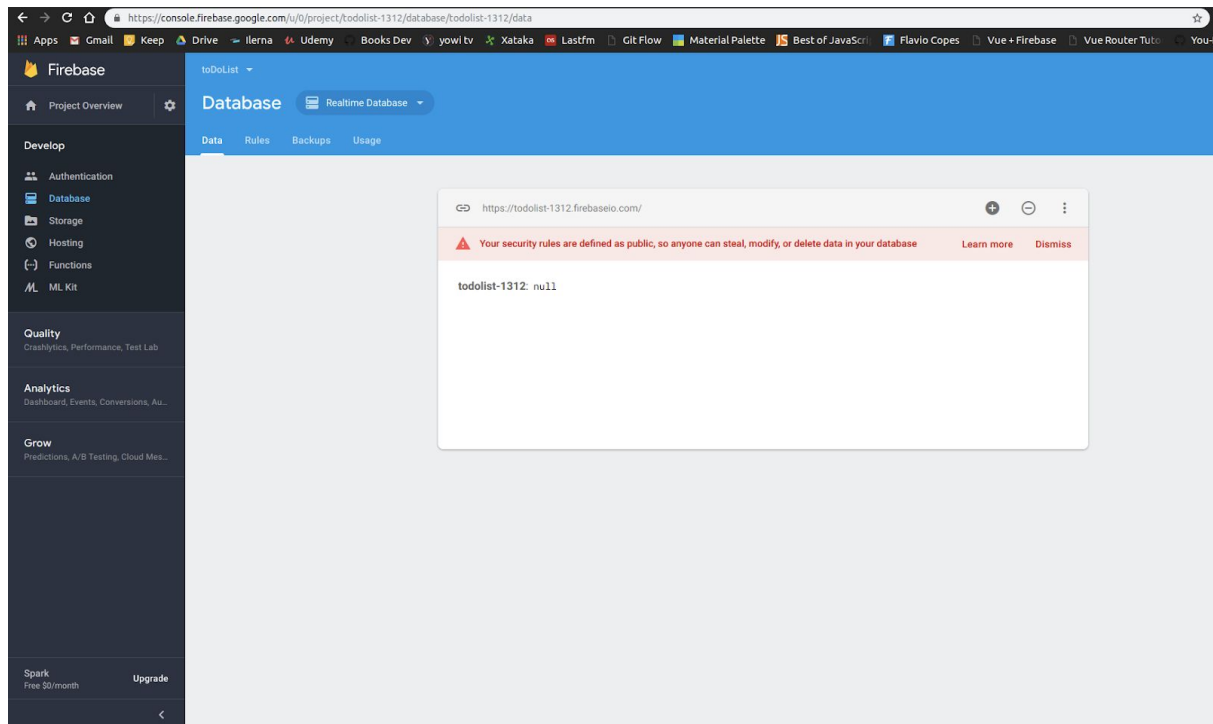 https://console.firebase.google.com/u/0/project/todolist-1312/database/todolist-1312/data
Apps Gmail Keep Drive Ilerna Udemy Books Dev yowi tv Xataka Lastfm Git Flow Material Palette Best of JavaScri Flavio Copes Vue + Firebase Vue Router Tuto You-
Firebase
toDoList
Project Overview
Database Realtime Database
Develop
Data Rules Backups Usage
Authentication
Database
Storage
Hosting
Functions
ML Kit
https://todolist-1312.firebaseio.com/
Your security rules are defined as public, so anyone can steal, modify, or delete data in your database Learn more Dismiss
todolist-1312: null
Quality
Crashlytics, Performance, Test Lab
Analytics
Dashboard, Events, Conversions, Au...
Grow
Predictions, A/B Testing, Cloud Mes...
Spark
Free $0/month
Upgrade